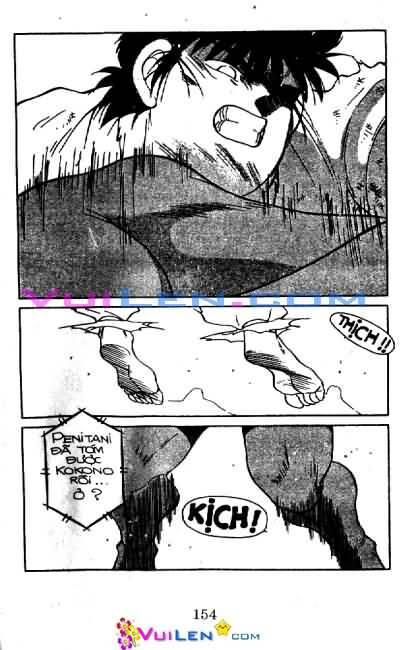 VUILEN.COM
THỊCH!!
PENITANI
ĐÃ TÓM
ĐƯỢC
KOKONO
RỒI...
Ồ?
KỊCH!
154
VUILEN.COM